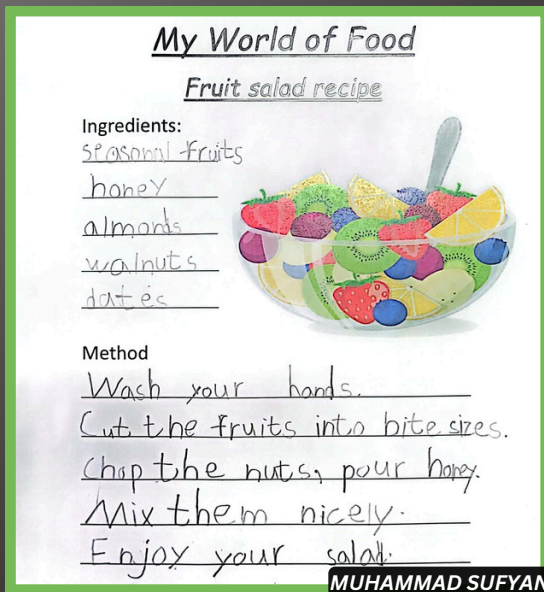 My World of Food
Fruit salad recipe
Ingredients:
seasonal fruits
honey
almonds
walnuts
dates
Method
Wash your hands.
Cut the fruits into bite sizes.
Chop the nuts, pour honey.
Mix them nicely.
Enjoy your salad.
MUHAMMAD SUFYAN